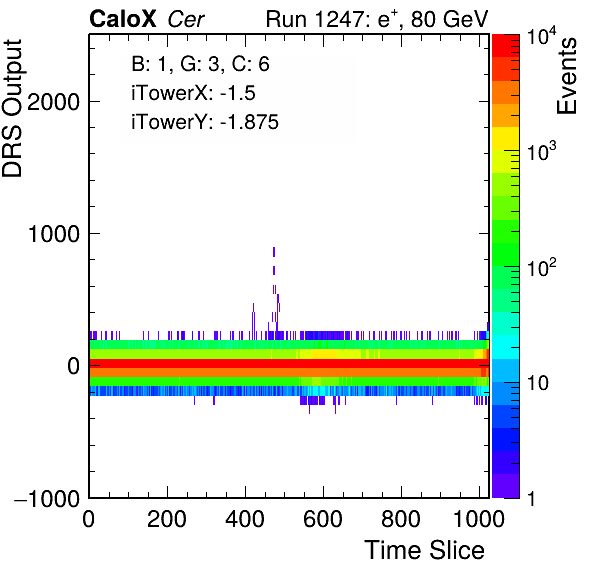 CaloX Cer Run 1247: e⁺, 80 GeV
B: 1, G: 3, C: 6
iTowerX: -1.5
iTowerY: -1.875
DRS Output
2000
1000
0
−1000
0 200 400 600 800 1000
Time Slice
Events
10⁴
10³
10²
10
1